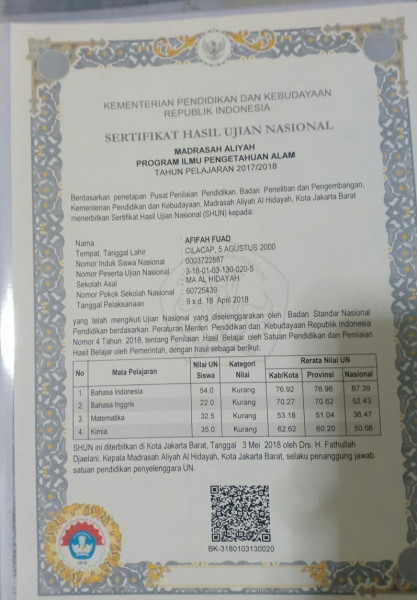 KEMENTERIAN PENDIDIKAN DAN KEBUDAYAAN
REPUBLIK INDONESIA
SERTIFIKAT HASIL UJIAN NASIONAL
MADRASAH ALIYAH
PROGRAM ILMU PENGETAHUAN ALAM
TAHUN PELAJARAN 2017/2018
Berdasarkan penetapan Pusat Penilaian Pendidikan, Badan Penelitian dan Pengembangan,
Kementerian Pendidikan dan Kebudayaan, Madrasah Aliyah Al Hidayah, Kota Jakarta Barat
menerbitkan Sertifikat Hasil Ujian Nasional (SHUN) kepada:
Nama : AFIFAH FUAD
Tempat, Tanggal Lahir : CILACAP, 5 AGUSTUS 2000
Nomor Induk Siswa Nasional : 0003722887
Nomor Peserta Ujian Nasional : 3-18-01-03-130-020-5
Sekolah Asal : MA AL HIDAYAH
Nomor Pokok Sekolah Nasional : 60725439
Tanggal Pelaksanaan : 9 s.d. 18 April 2018
yang telah mengikuti Ujian Nasional yang diselenggarakan oleh Badan Standar Nasional
Pendidikan berdasarkan Peraturan Menteri Pendidikan dan Kebudayaan Republik Indonesia
Nomor 4 Tahun 2018, tentang Penilaian Hasil Belajar oleh Satuan Pendidikan dan Penilaian
Hasil Belajar oleh Pemerintah, dengan hasil sebagai berikut:
No Mata Pelajaran Nilai UN Siswa Kategori Nilai Rerata Nilai UN
Kab/Kota Provinsi Nasional
1. Bahasa Indonesia 54.0 Kurang 76.92 76.96 67.39
2. Bahasa Inggris 22.0 Kurang 70.27 70.62 52.43
3. Matematika 32.5 Kurang 53.18 51.04 36.47
4. Kimia 35.0 Kurang 62.62 60.20 50.56
SHUN ini diterbitkan di Kota Jakarta Barat, Tanggal 3 Mei 2018 oleh Drs. H. Fathullah
Djaelani, Kepala Madrasah Aliyah Al Hidayah, Kota Jakarta Barat, selaku penanggung jawab
satuan pendidikan penyelenggara UN.
BK-3180103130020
2018